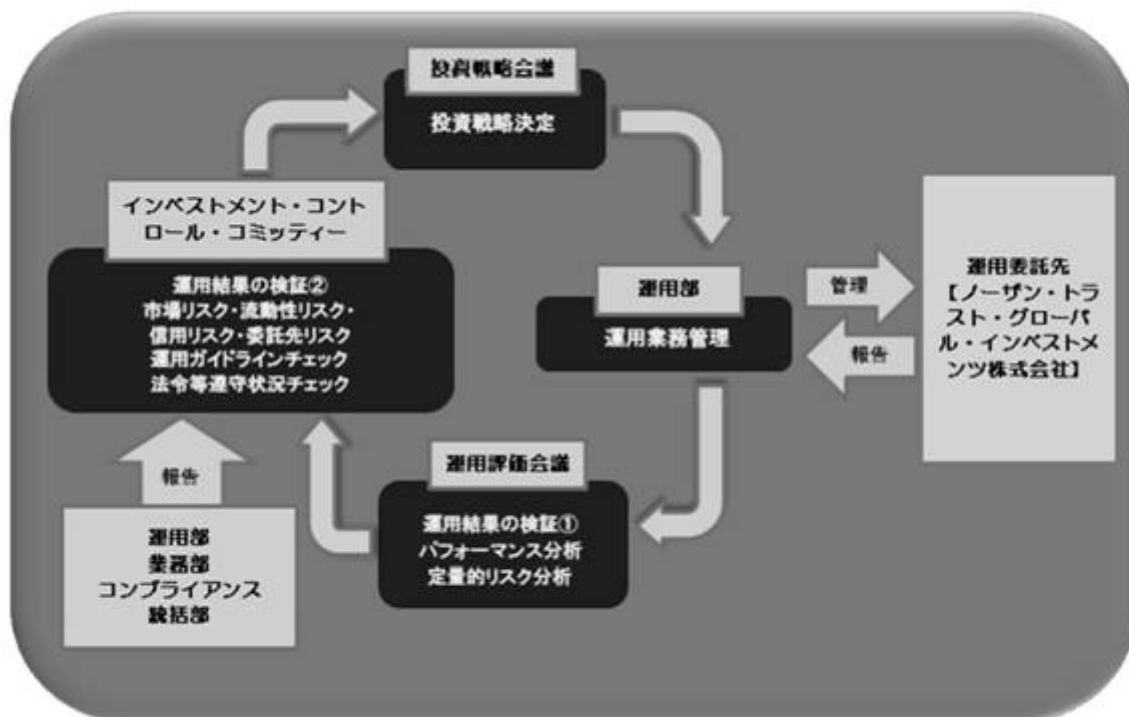 投資戦略会議
投資戦略決定
インベストメント・コント
ロール・コミッティー
運用結果の検証②
市場リスク・流動性リスク・
信用リスク・委託先リスク
運用ガイドラインチェック
法令等遵守状況チェック
運用部
運用業務管理
管理
報告
運用委託先
【ノーザン・トラ
スト・グローバ
ル・インベストメ
ンツ株式会社】
運用評価会議
運用結果の検証①
パフォーマンス分析
定量的リスク分析
報告
運用部
業務部
コンプライアンス
統括部